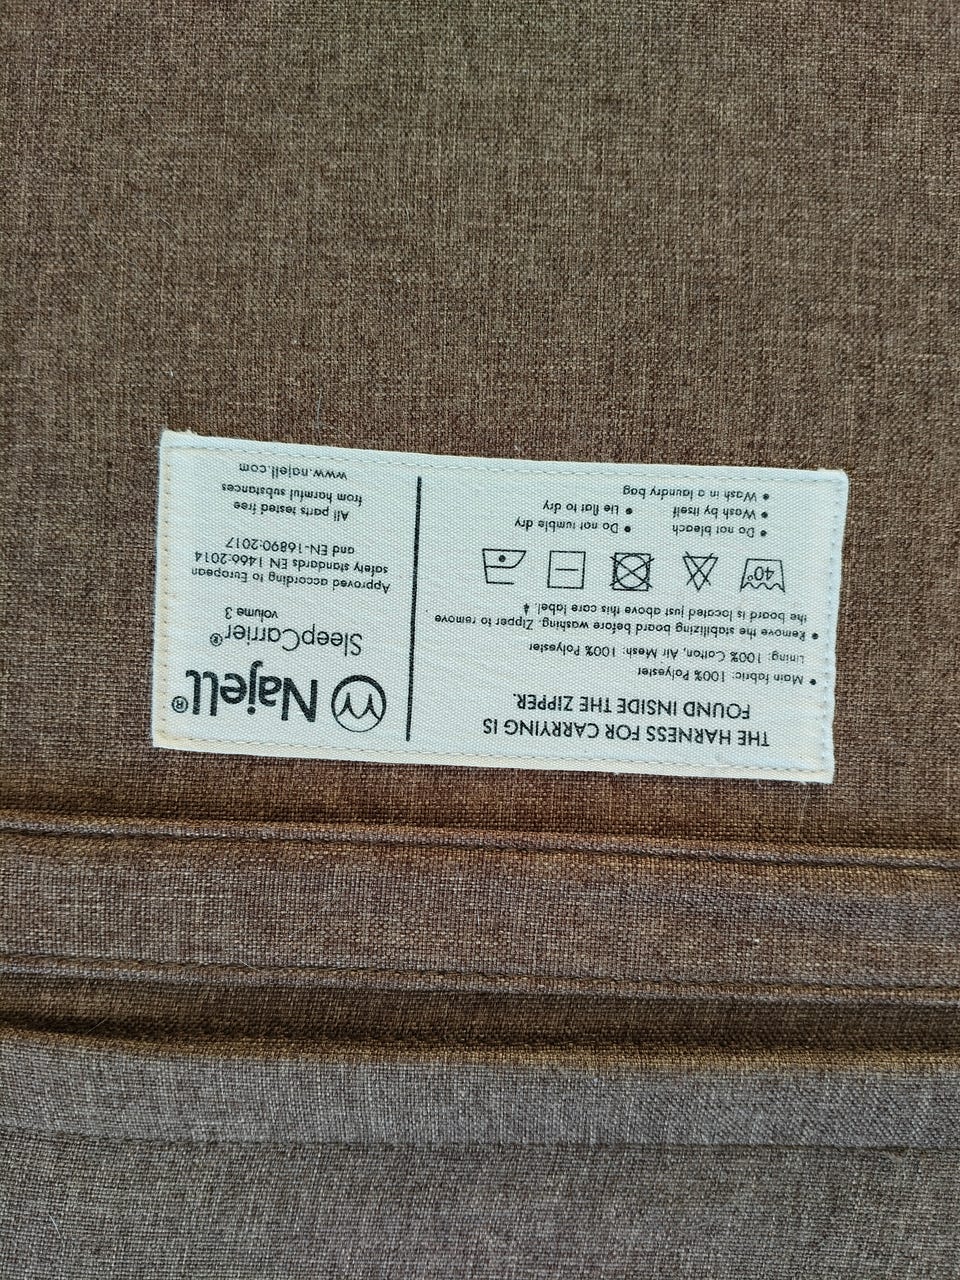 THE HARNESS FOR CARRYING IS
FOUND INSIDE THE ZIPPER.
• Main fabric: 100% Polyester
Lining: 100% Cotton, Air Mesh: 100% Polyester
• Remove the stabilizing board before washing. Zipper to remove
the board is located just above this care label.
40°
• Do not bleach
• Wash by itself
• Wash in a laundry bag
• Do not tumble dry
• Lie flat to dry
Najell®
SleepCarrier®
volume 3
Approved according to European
safety standards EN 1466:2014
and EN-16890:2017
All parts tested free
from harmful substances
www.najell.com